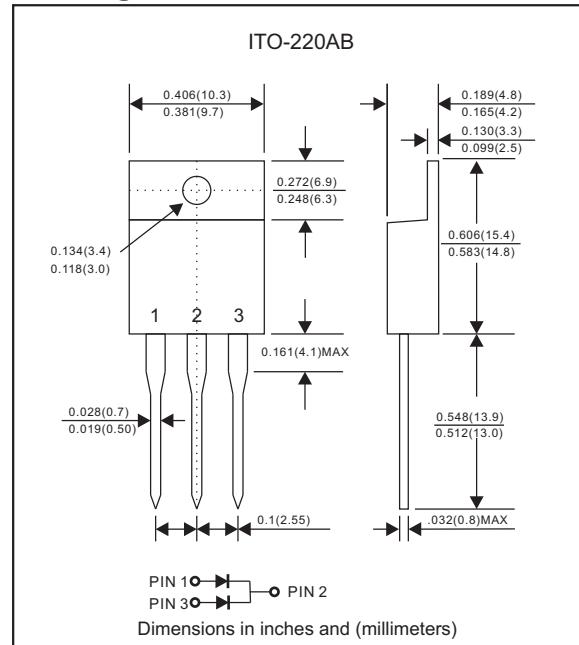 ITO-220AB
0.406(10.3)
0.381(9.7)
0.189(4.8)
0.165(4.2)
0.130(3.3)
0.099(2.5)
0.272(6.9)
0.248(6.3)
0.134(3.4)
0.118(3.0)
0.606(15.4)
0.583(14.8)
1 2 3
0.161(4.1)MAX
0.028(0.7)
0.019(0.50)
0.548(13.9)
0.512(13.0)
0.1(2.55)
.032(0.8)MAX
PIN 1
PIN 2
PIN 3
Dimensions in inches and (millimeters)